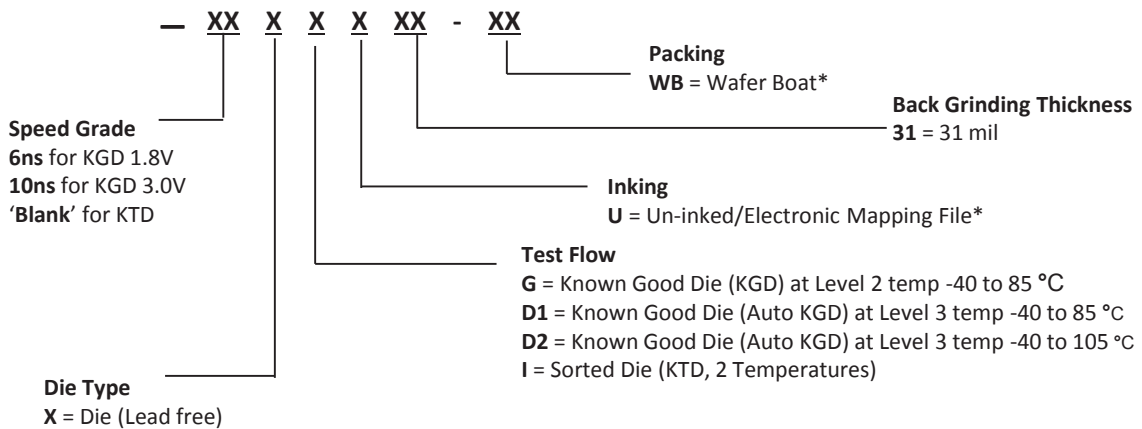 — XX X X X XX - XX
Packing
WB = Wafer Boat*
Back Grinding Thickness
31 = 31 mil
Speed Grade
6ns for KGD 1.8V
10ns for KGD 3.0V
‘Blank’ for KTD
Inking
U = Un-inked/Electronic Mapping File*
Test Flow
G = Known Good Die (KGD) at Level 2 temp -40 to 85 °C
D1 = Known Good Die (Auto KGD) at Level 3 temp -40 to 85 °C
D2 = Known Good Die (Auto KGD) at Level 3 temp -40 to 105 °C
I = Sorted Die (KTD, 2 Temperatures)
Die Type
X = Die (Lead free)